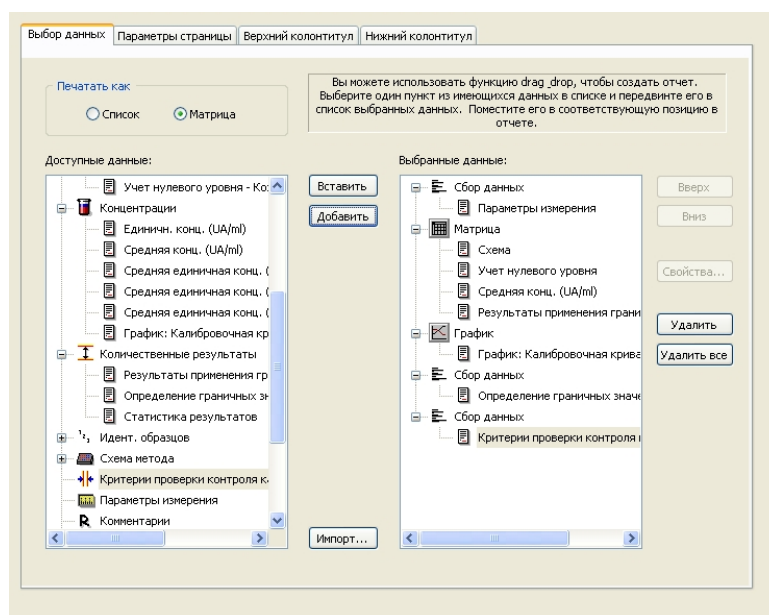 Выбор данных
Параметры страницы
Верхний колонтитул
Нижний колонтитул
Печатать как
Список
Матрица
Вы можете использовать функцию drag_drop, чтобы создать отчет.
Выберите один пункт из имеющихся данных в списке и передвинте его в
список выбранных данных. Поместите его в соответствующую позицию в
отчете.
Доступные данные:
Учет нулевого уровня - Ко
Концентрации
Единичн. конц. (UA/ml)
Средняя конц. (UA/ml)
Средняя единичная конц. (
Средняя единичная конц. (
Средняя единичная конц. (
График: Калибровочная кр
Количественные результаты
Результаты применения гр
Определение граничных зн
Статистика результатов
Идент. образцов
Схема метода
Критерии проверки контроля к
Параметры измерения
Комментарии
Вставить
Добавить
Импорт...
Выбранные данные:
Сбор данных
Параметры измерения
Матрица
Схема
Учет нулевого уровня
Средняя конц. (UA/ml)
Результаты применения грани
График
График: Калибровочная крива
Сбор данных
Определение граничных значе
Сбор данных
Критерии проверки контроля
Вверх
Вниз
Свойства...
Удалить
Удалить все